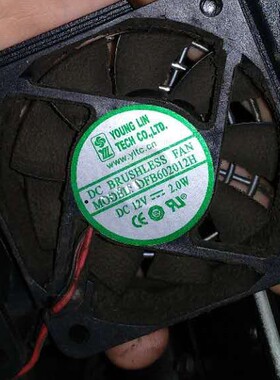 YOUNG LIN
TECH CO.,LTD.
www.yltc.cn
DC BRUSHLESS FAN
MODEL: DFB602012H
DC 12V 2.0W